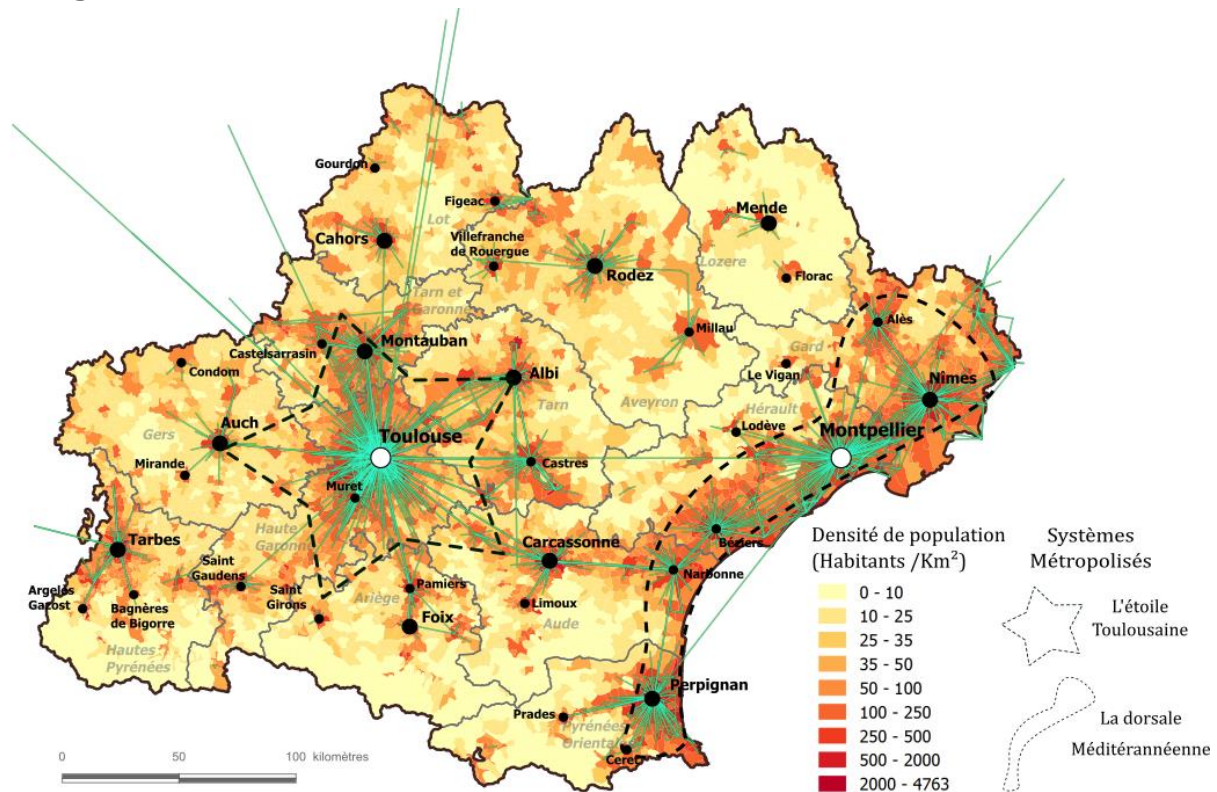 Gourdon
Figeac
Lot
Cahors
Villefranche
de Rouergue
Rodez
Mende
Lozere
Florac
Tarn et
Garonne
Castelsarrasin
Montauban
Millau
Alès
Gard
Le Vigan
Condom
Albi
Nimes
Auch
Gers
Tarn
Aveyron
Hérault
Lodève
Toulouse
Montpellier
Mirande
Castres
Muret
Haute
Garonne
Béziers
Tarbes
Carcassonne
Narbonne
Saint
Gaudens
Argelès
Gazost
Bagnères
de Bigorre
Saint
Girons
Pamiers
Ariège
Limoux
Aude
Foix
Hautes
Pyrénées
Perpignan
Prades
Pyrénées
Orientales
Ceret
0 50 100 kilomètres
Densité de population
(Habitants /Km²)
0 - 10
10 - 25
25 - 35
35 - 50
50 - 100
100 - 250
250 - 500
500 - 2000
2000 - 4763
Systèmes
Métropolisés
L'étoile
Toulousaine
La dorsale
Méditérannéenne